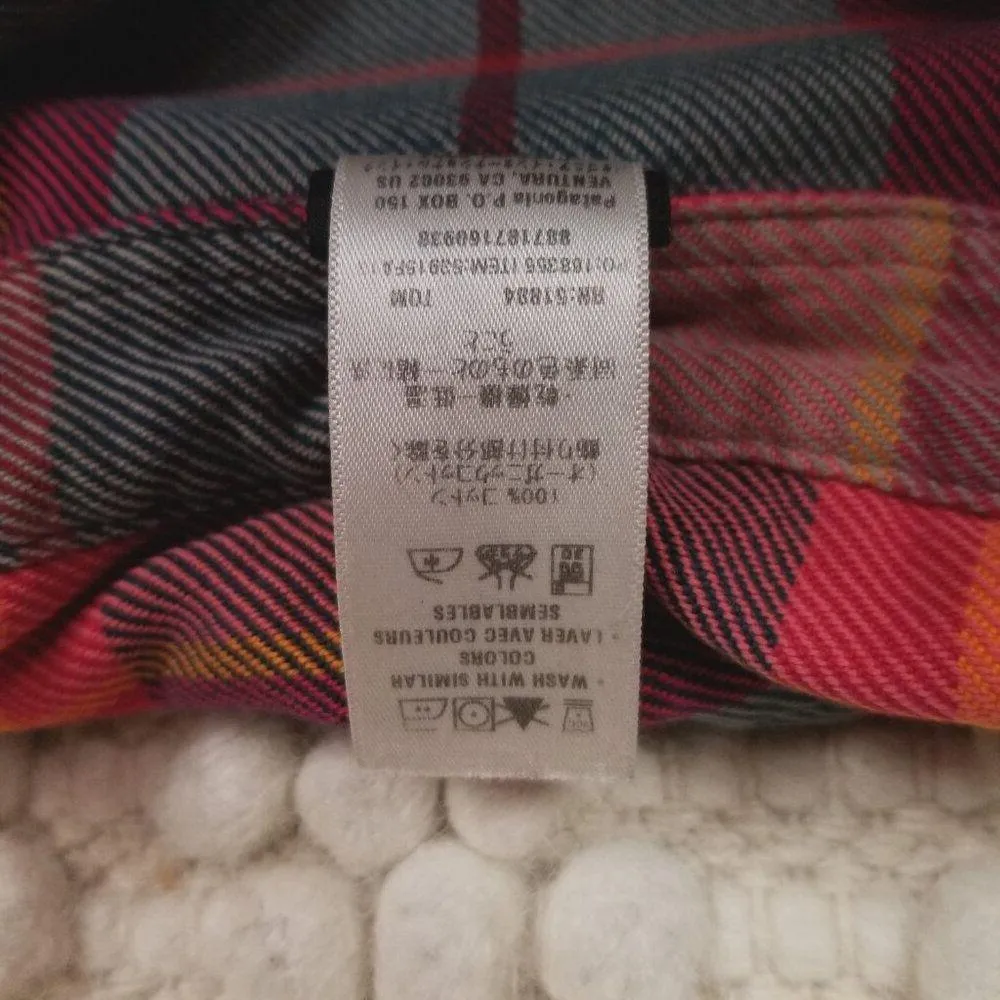 • WASH WITH SIMILAR
COLORS
• LAVER AVEC COULEURS
SEMBLABLES
100% コットン
(オーガニックコットン)
飾り付け部分を除く
・乾燥機-低温
同系色のものと一緒に洗
うこと
RN:51884
ITEM:53915FA13
887187160938
Patagonia P.O. BOX 150
VENTURA, CA 93002 US